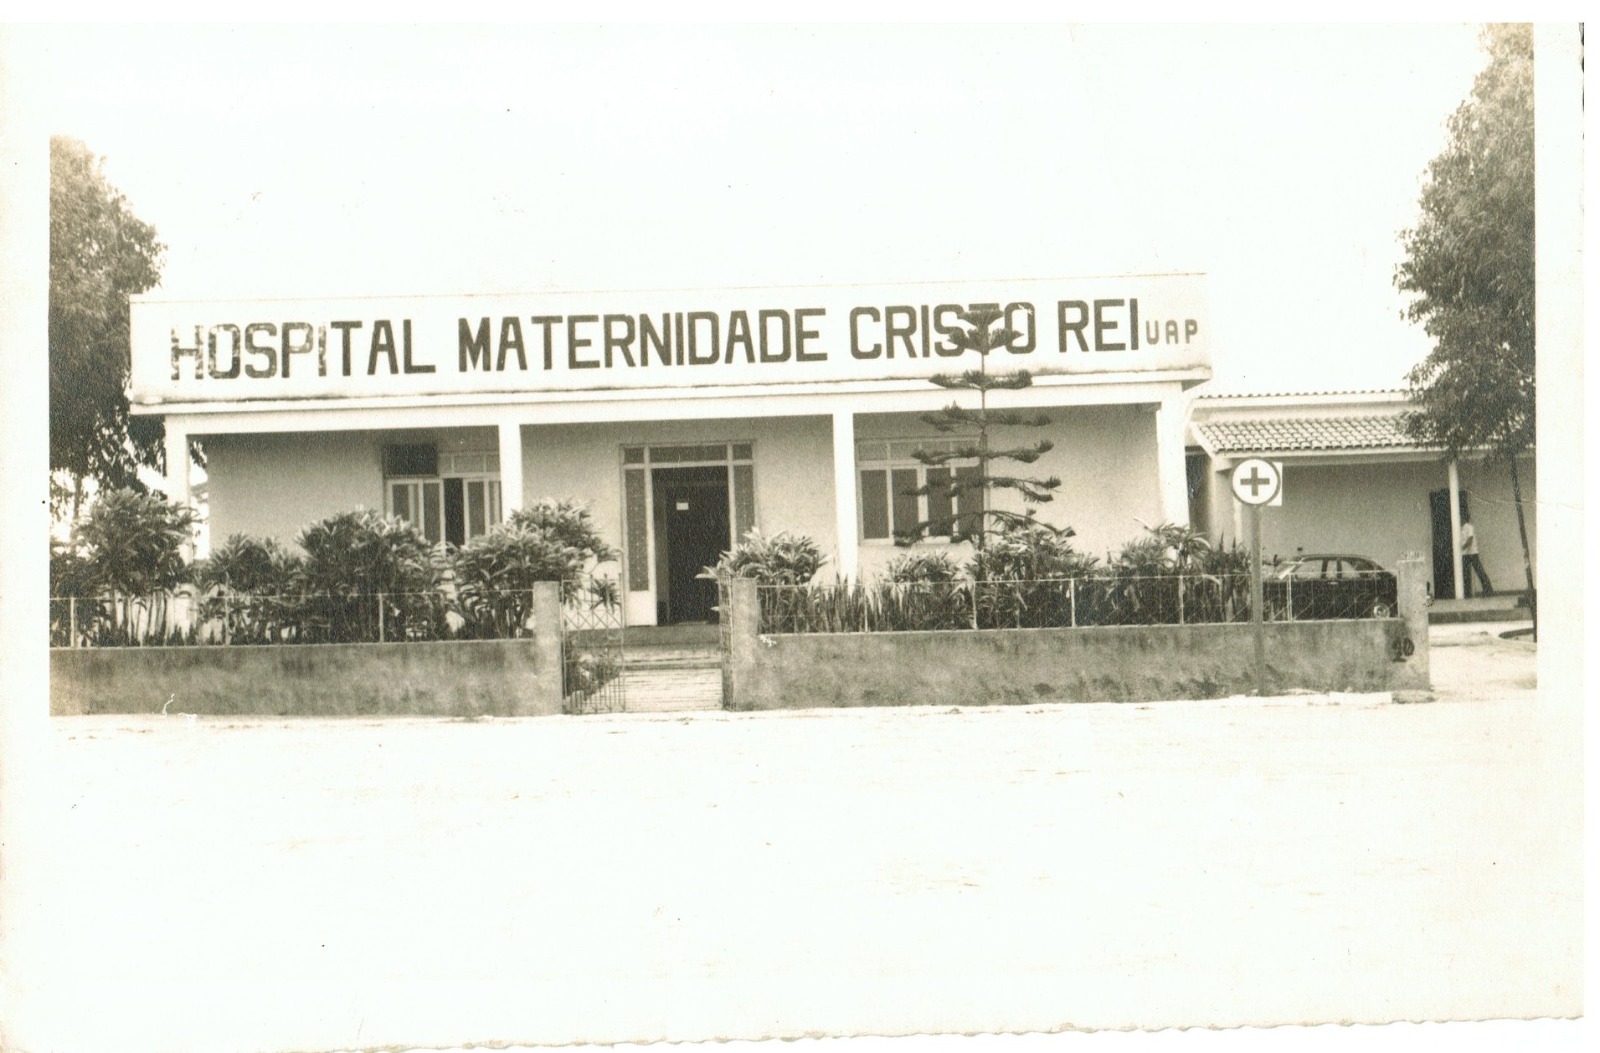 HOSPITAL MATERNIDADE CRISTO REI UAP